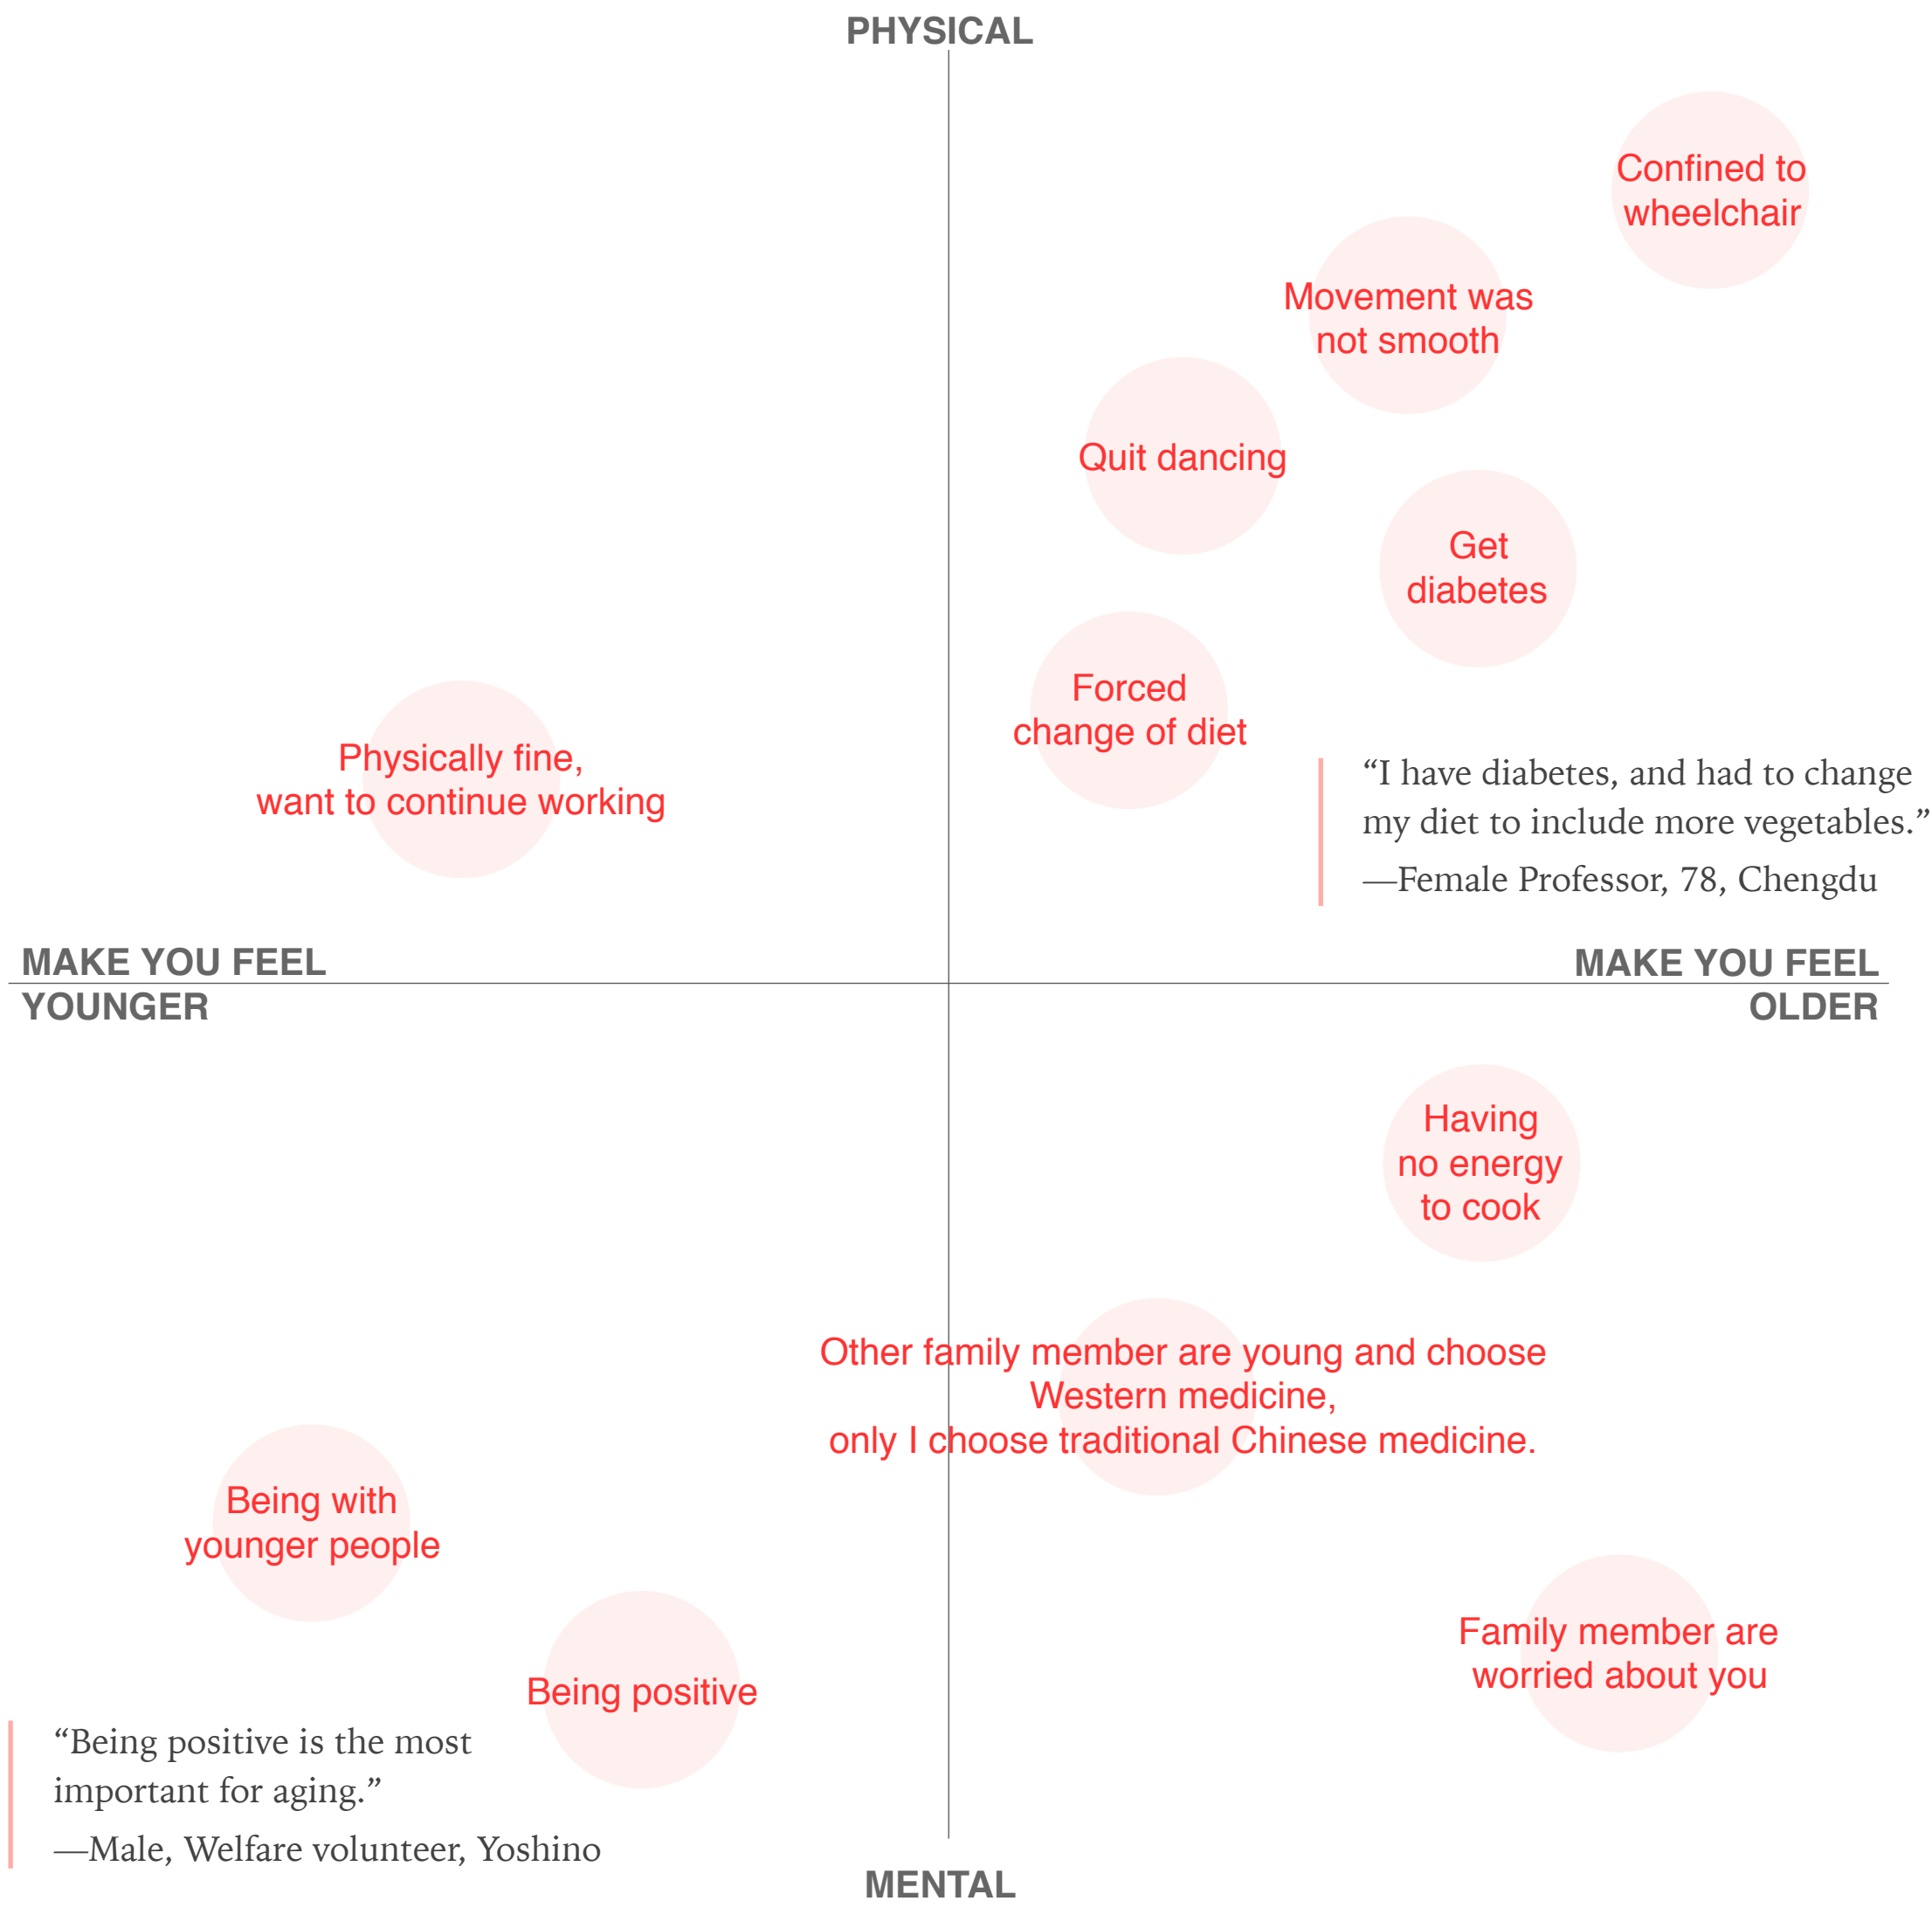 PHYSICAL
Confined to
wheelchair
Movement was
not smooth
Quit dancing
Get
diabetes
Forced
change of diet
Physically fine,
want to continue working
“I have diabetes, and had to change
my diet to include more vegetables.”
—Female Professor, 78, Chengdu
MAKE YOU FEEL
YOUNGER
MAKE YOU FEEL
OLDER
Having
no energy
to cook
Other family member are young and choose
Western medicine,
only I choose traditional Chinese medicine.
Being with
younger people
Family member are
worried about you
Being positive
“Being positive is the most
important for aging.”
—Male, Welfare volunteer, Yoshino
MENTAL